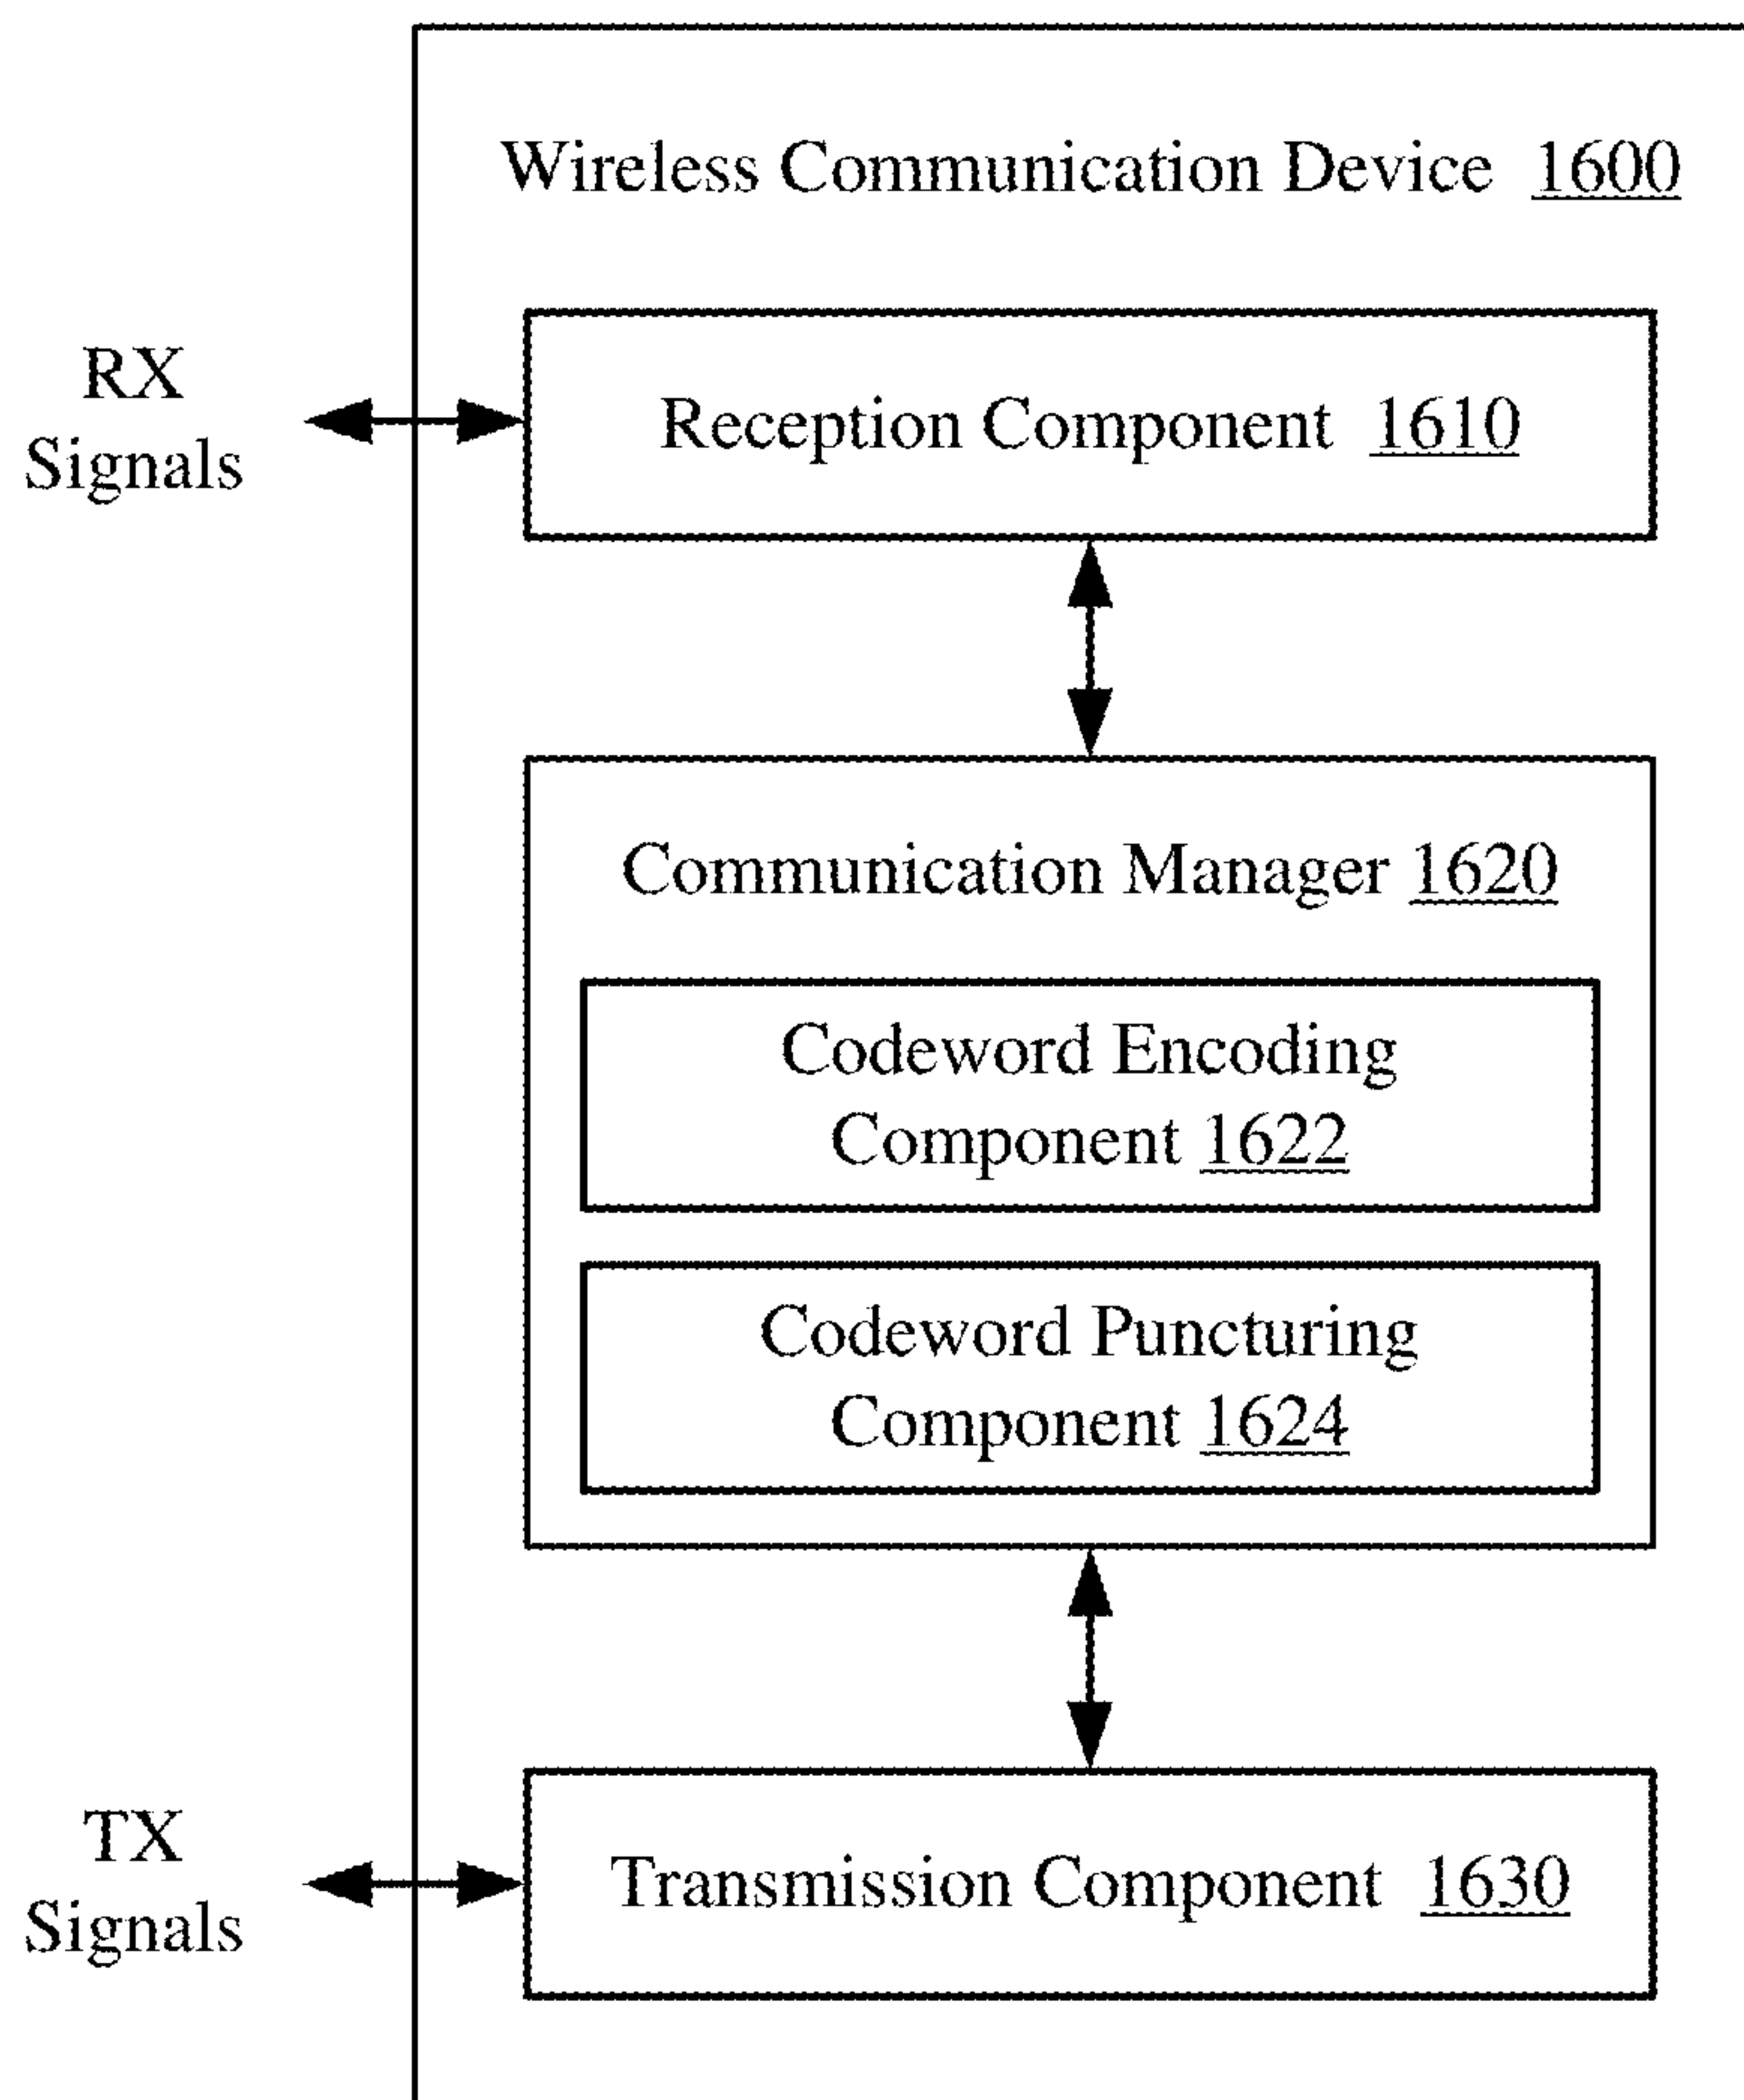 Wireless Communication Device 1600
RX
Signals
Reception Component 1610
Communication Manager 1620
Codeword Encoding
Component 1622
Codeword Puncturing
Component 1624
TX
Signals
Transmission Component 1630